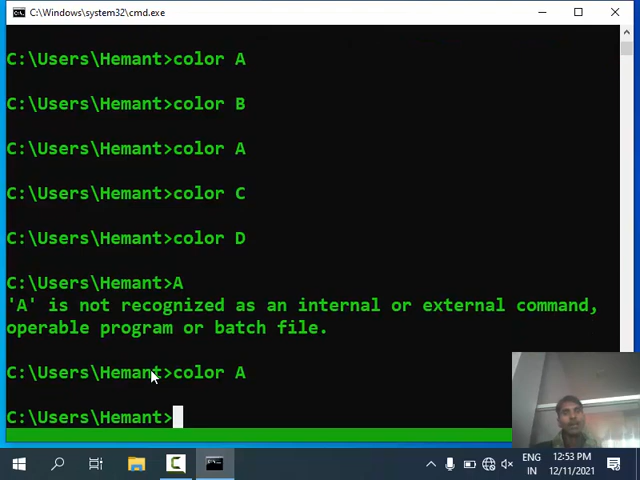 C:\Windows\system32\cmd.exe
C:\Users\Hemant>color A
C:\Users\Hemant>color B
C:\Users\Hemant>color A
C:\Users\Hemant>color C
C:\Users\Hemant>color D
C:\Users\Hemant>A
'A' is not recognized as an internal or external command,
operable program or batch file.
C:\Users\Hemant>color A
C:\Users\Hemant>
ENG
IN
12:53 PM
12/11/2021